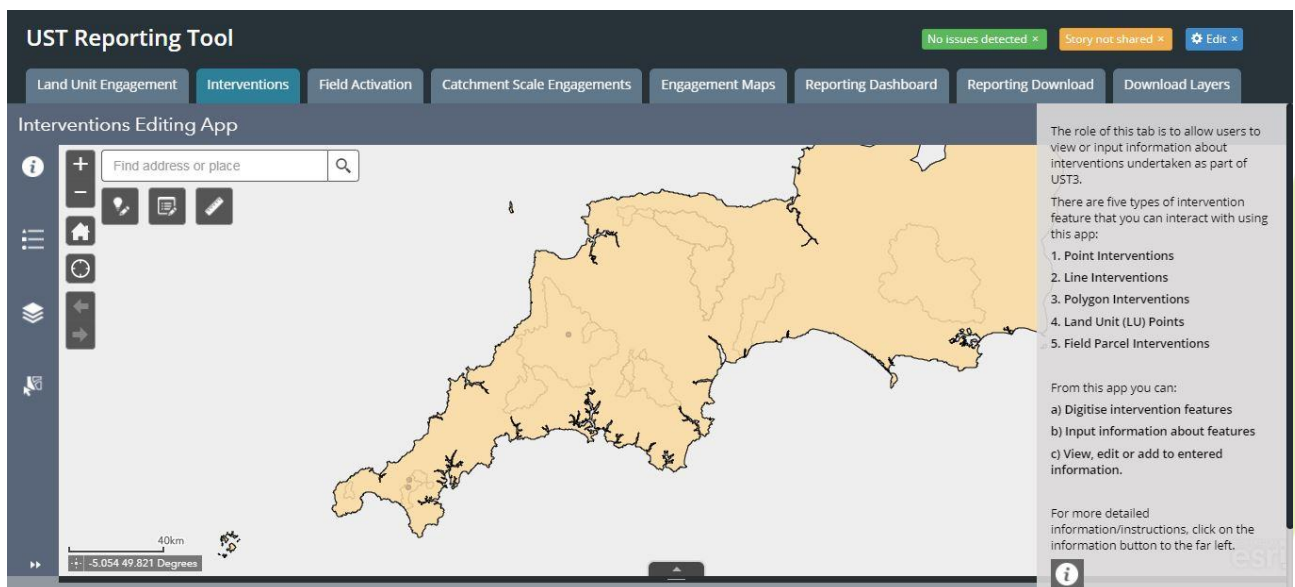 UST Reporting Tool
No issues detected ×
Story not shared ×
Edit ×
Land Unit Engagement
Interventions
Field Activation
Catchment Scale Engagements
Engagement Maps
Reporting Dashboard
Reporting Download
Download Layers
Interventions Editing App
Find address or place
The role of this tab is to allow users to
view or input information about
interventions undertaken as part of
UST3.
There are five types of intervention
feature that you can interact with using
this app:
1. Point Interventions
2. Line Interventions
3. Polygon Interventions
4. Land Unit (LU) Points
5. Field Parcel Interventions
From this app you can:
a) Digitise intervention features
b) Input information about features
c) View, edit or add to entered
information.
For more detailed
information/instructions, click on the
information button to the far left.
40km
-5.054 49.821 Degrees
esri